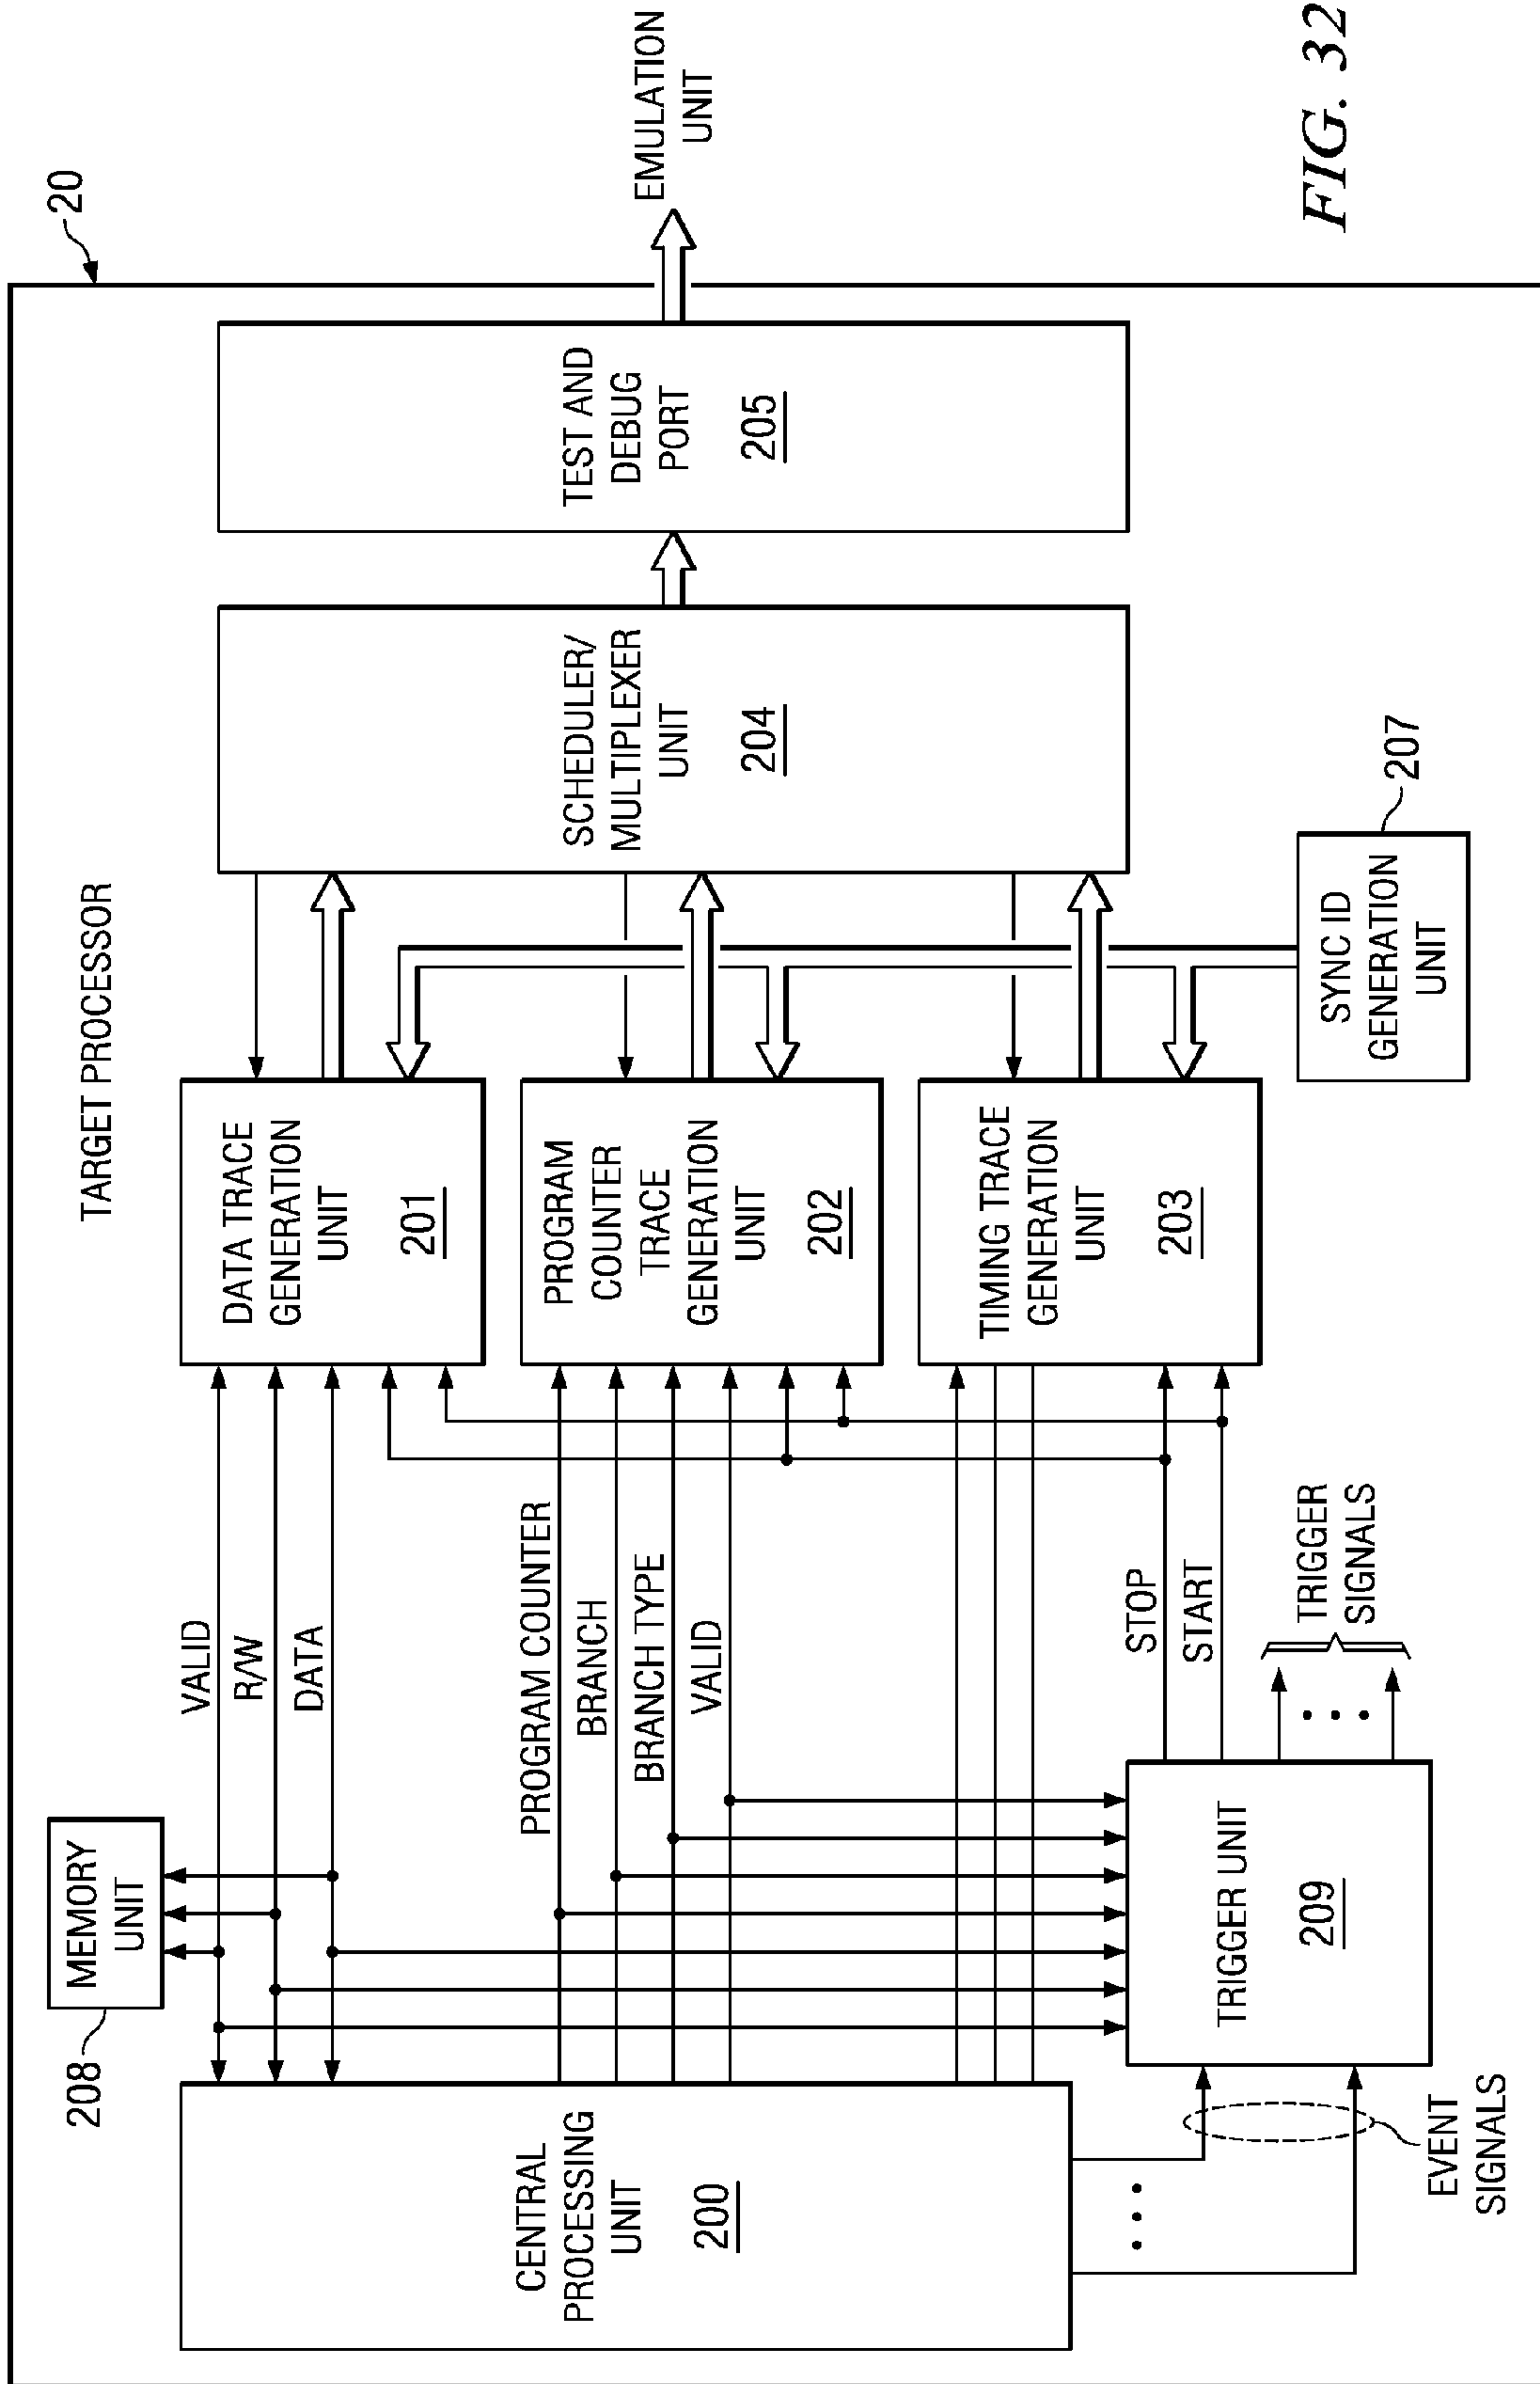 20
TARGET PROCESSOR
208
MEMORY
UNIT
VALID
R/W
DATA
PROGRAM COUNTER
BRANCH
BRANCH TYPE
VALID
STOP
START
CENTRAL
PROCESSING
UNIT
200
EVENT
SIGNALS
TRIGGER UNIT
209
TRIGGER
SIGNALS
DATA TRACE
GENERATION
UNIT
201
PROGRAM
COUNTER
TRACE
GENERATION
UNIT
202
TIMING TRACE
GENERATION
UNIT
203
SYNC ID
GENERATION
UNIT
207
SCHEDULER/
MULTIPLEXER
UNIT
204
TEST AND
DEBUG
PORT
205
EMULATION
UNIT
FIG. 32